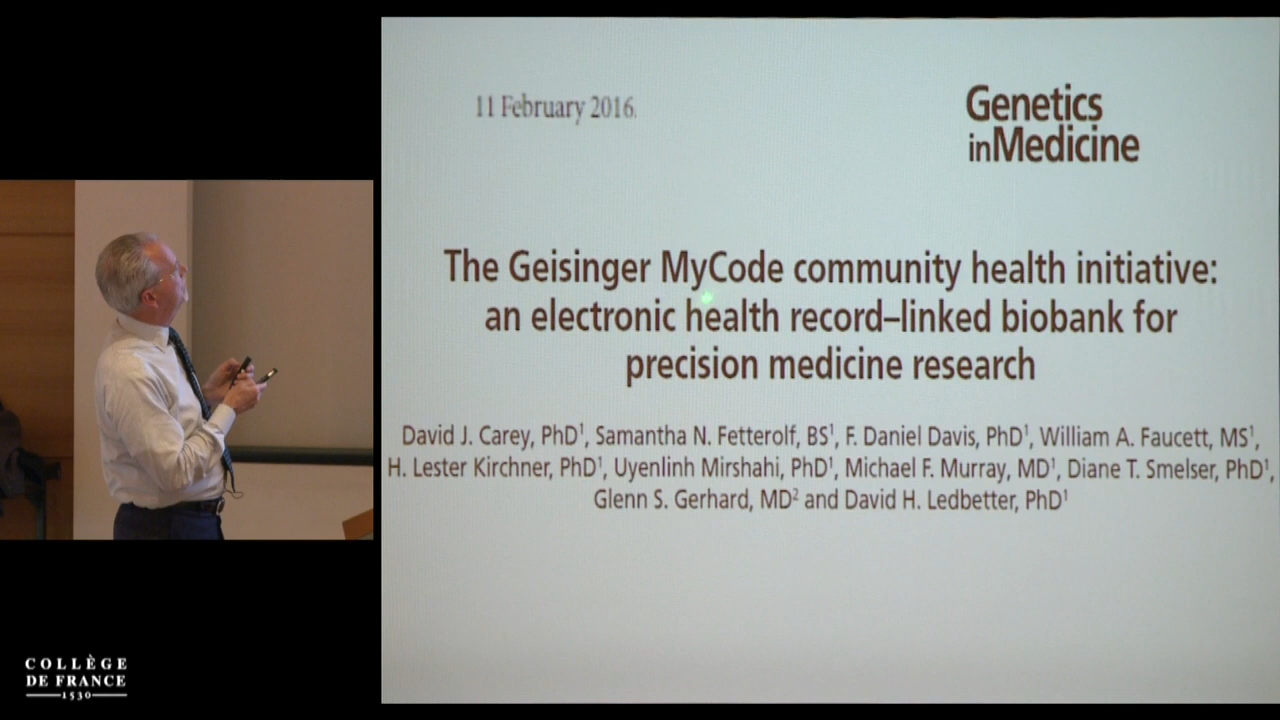 11 February 2016.
Genetics
inMedicine
The Geisinger MyCode community health initiative:
an electronic health record–linked biobank for
precision medicine research
David J. Carey, PhD¹, Samantha N. Fetterolf, BS¹, F. Daniel Davis, PhD¹, William A. Faucett, MS¹,
H. Lester Kirchner, PhD¹, Uyenlinh Mirshahi, PhD¹, Michael F. Murray, MD¹, Diane T. Smelser, PhD¹,
Glenn S. Gerhard, MD² and David H. Ledbetter, PhD¹
COLLÈGE
DE FRANCE
1530